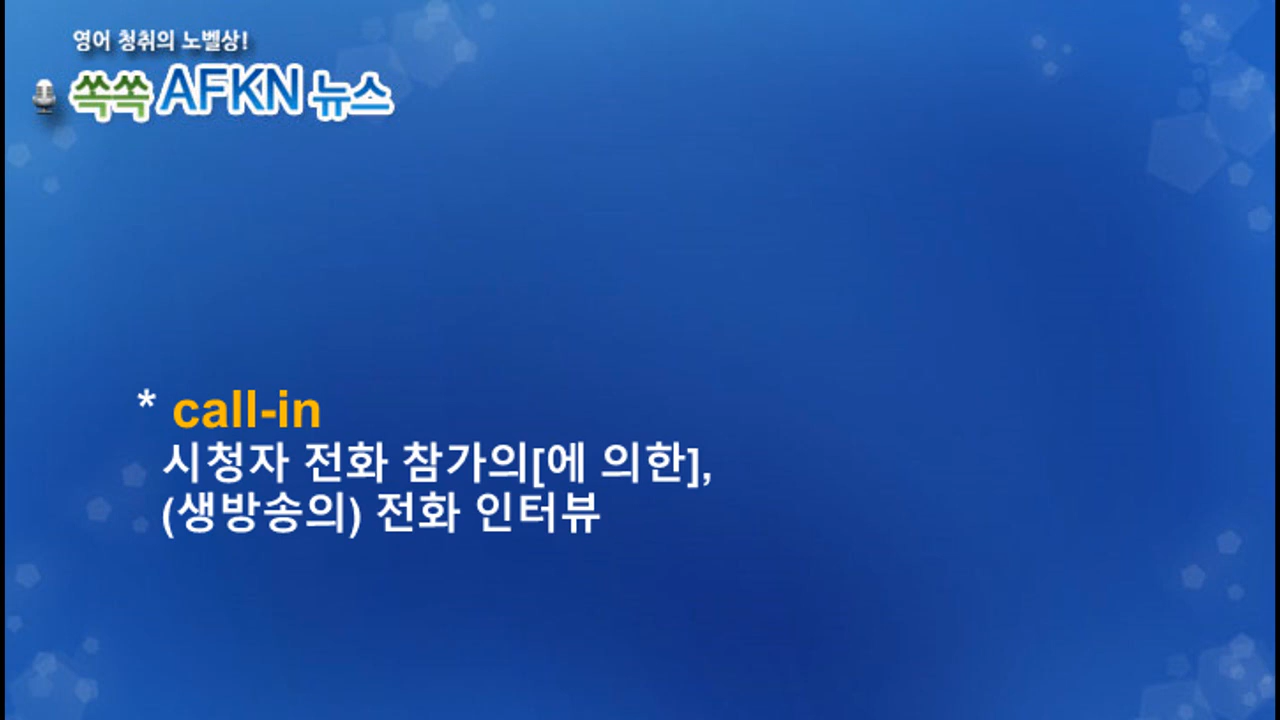 영어 청취의 노벨상!
쏙쏙 AFKN 뉴스
* call-in
시청자 전화 참가의[에 의한],
(생방송의) 전화 인터뷰